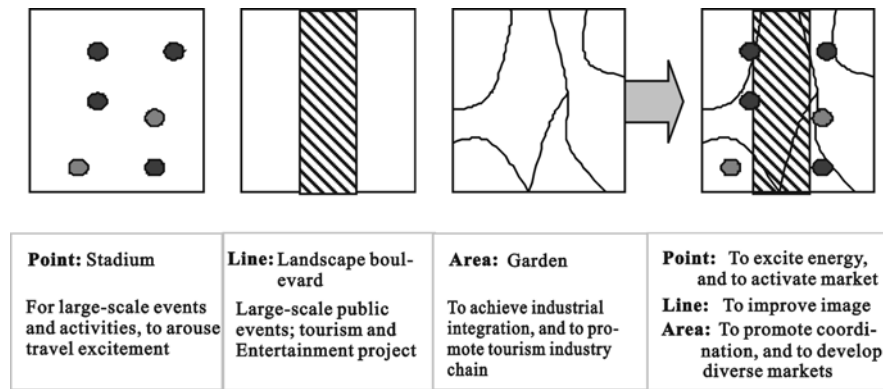 Point: Stadium
For large-scale events
and activities, to arouse
travel excitement
Line: Landscape boul-
evard
Large-scale public
events; tourism and
Entertainment project
Area: Garden
To achieve industrial
integration, and to pro-
mote tourism industry
chain
Point: To excite energy,
and to activate market
Line: To improve image
Area: To promote coordi-
nation, and to develop
diverse markets